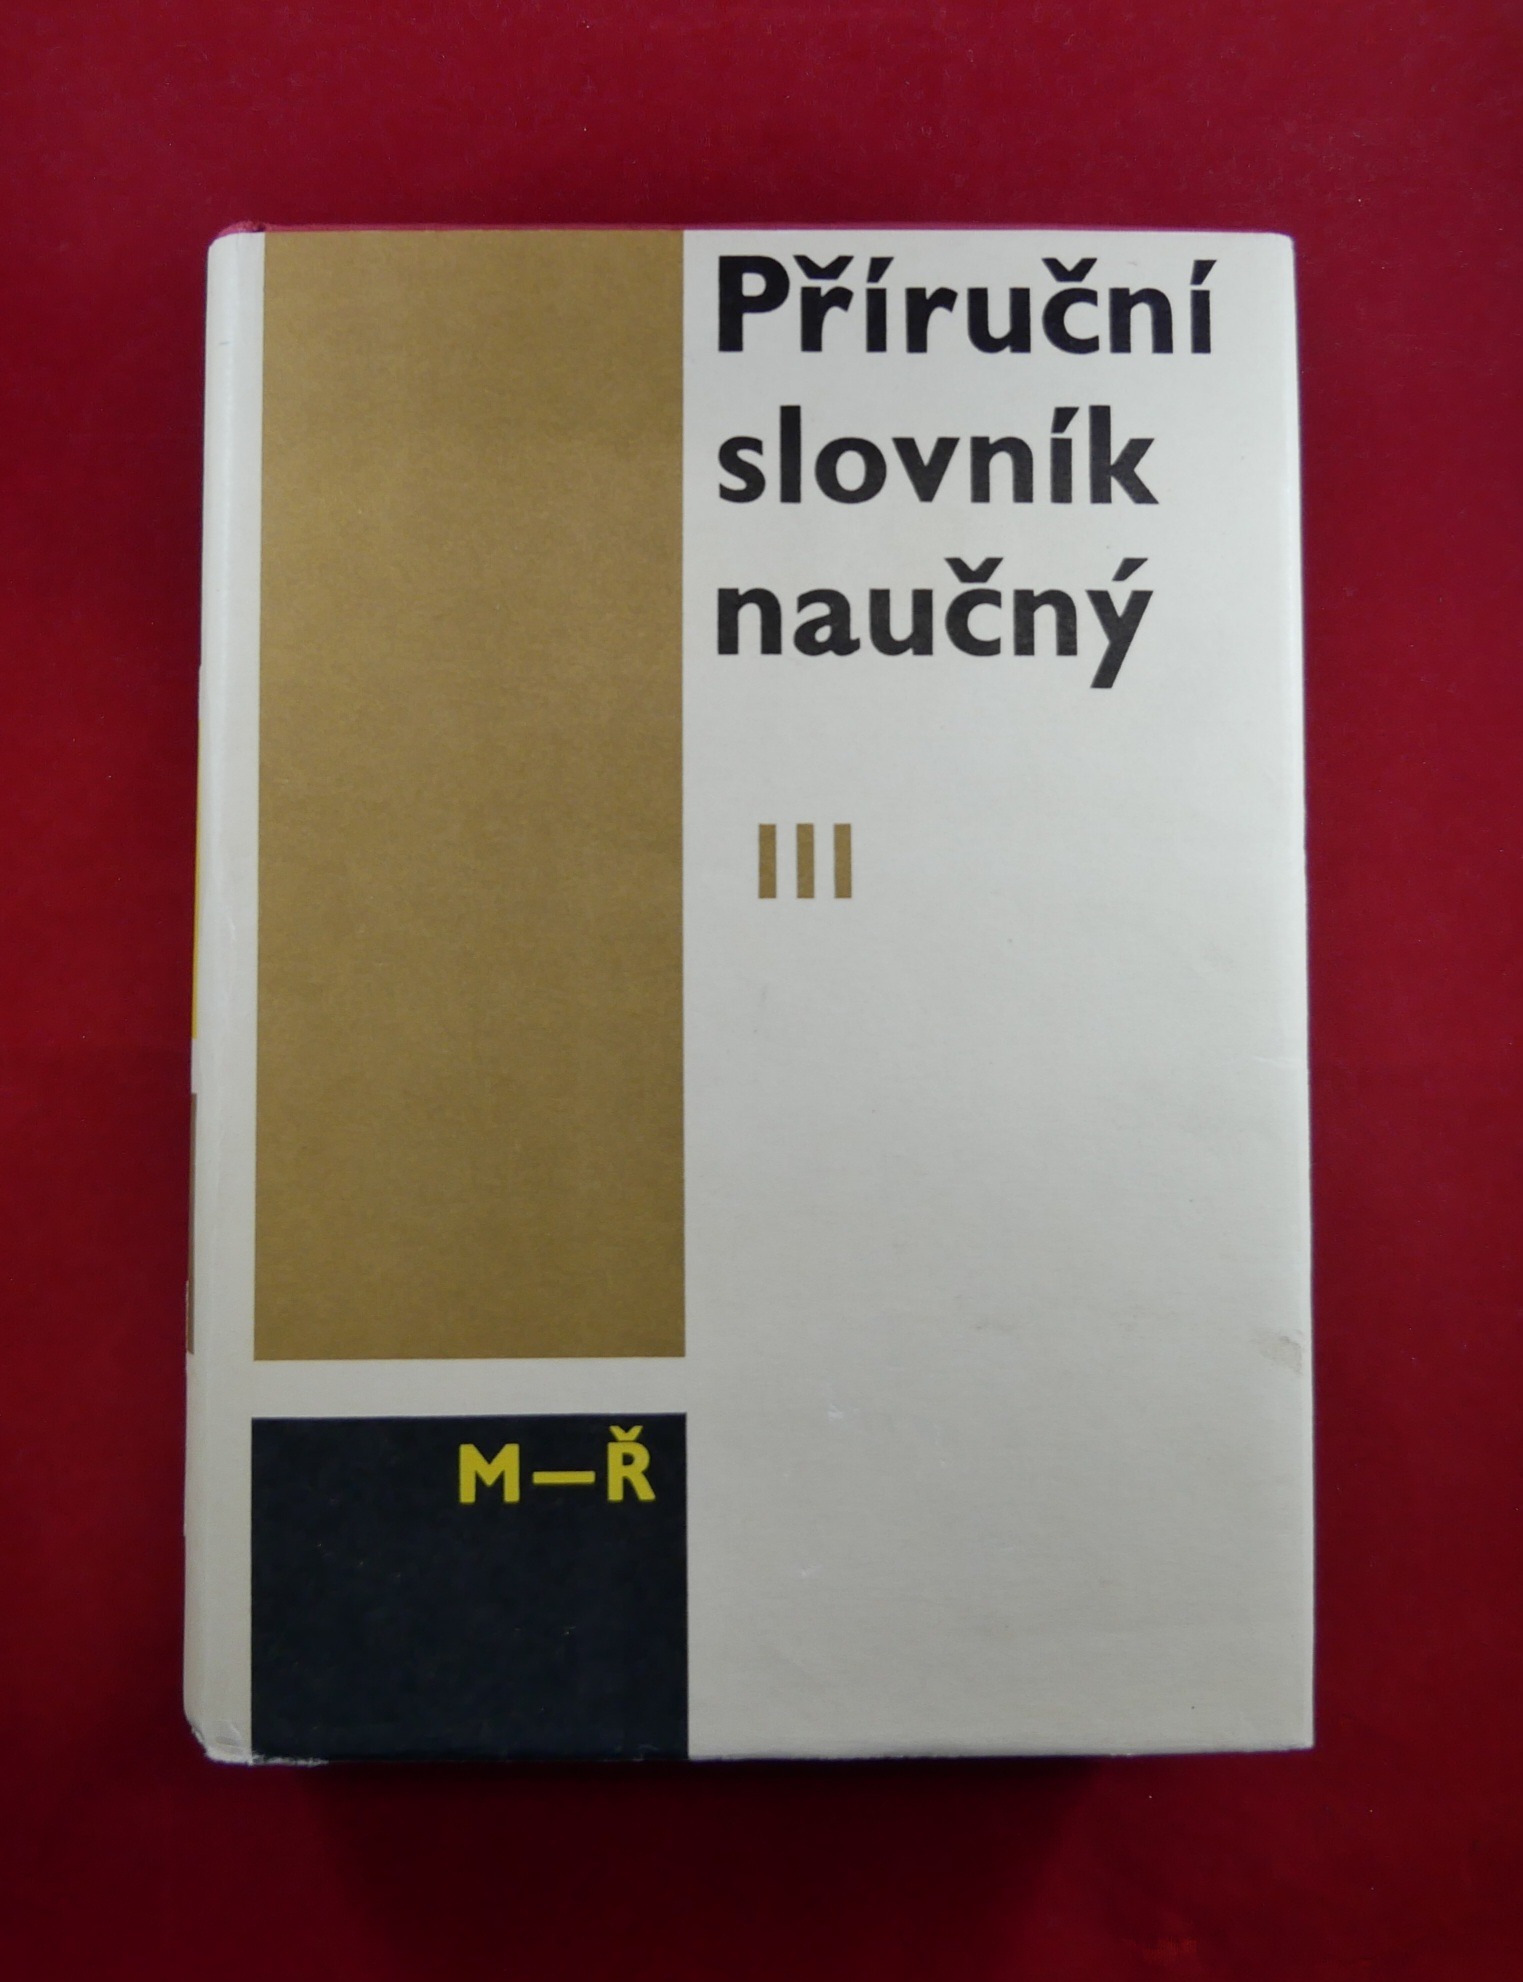 Příruční
slovník
naučný
III
M–Ř